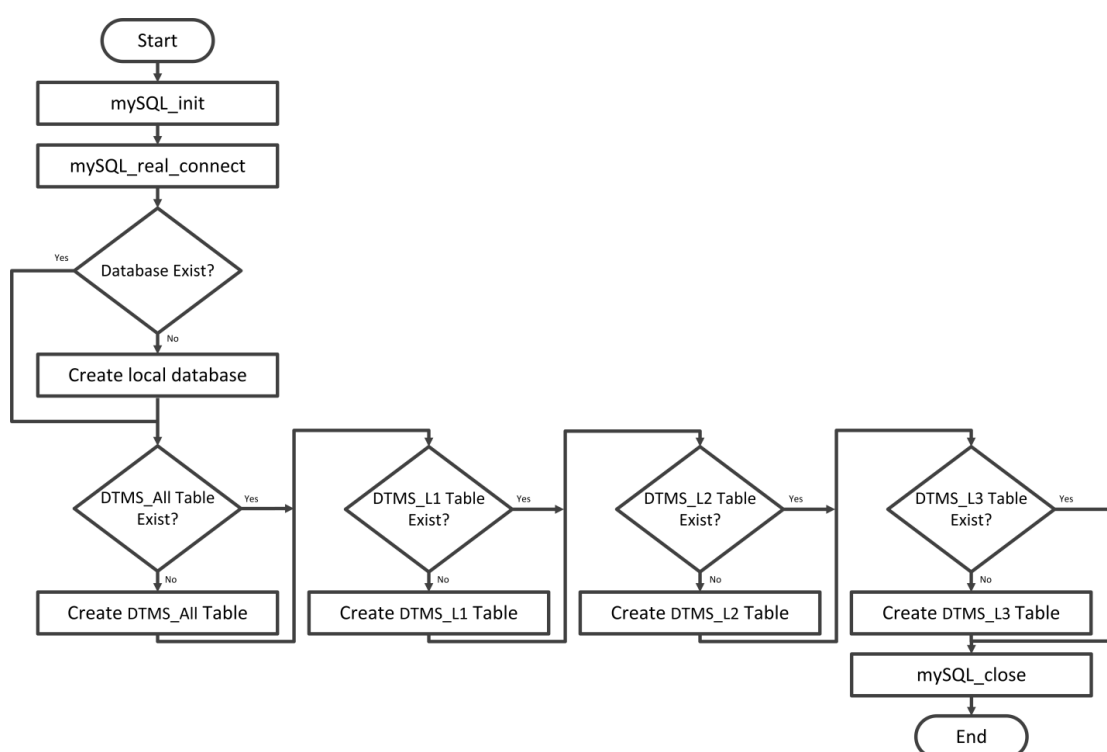 Start
mySQL_init
mySQL_real_connect
Yes
Database Exist?
No
Create local database
DTMS_All Table
Exist?
Yes
No
Create DTMS_All Table
DTMS_L1 Table
Exist?
Yes
No
Create DTMS_L1 Table
DTMS_L2 Table
Exist?
Yes
No
Create DTMS_L2 Table
DTMS_L3 Table
Exist?
Yes
No
Create DTMS_L3 Table
mySQL_close
End